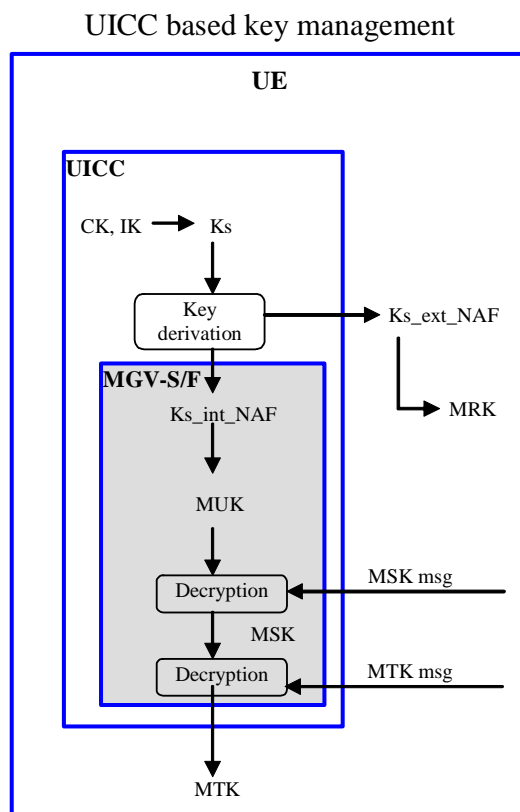 UICC based key management
UE
UICC
CK, IK
Ks
Key
derivation
Ks_ext_NAF
MGV-S/F
Ks_int_NAF
MRK
MUK
MSK msg
Decryption
MSK
MTK msg
Decryption
MTK